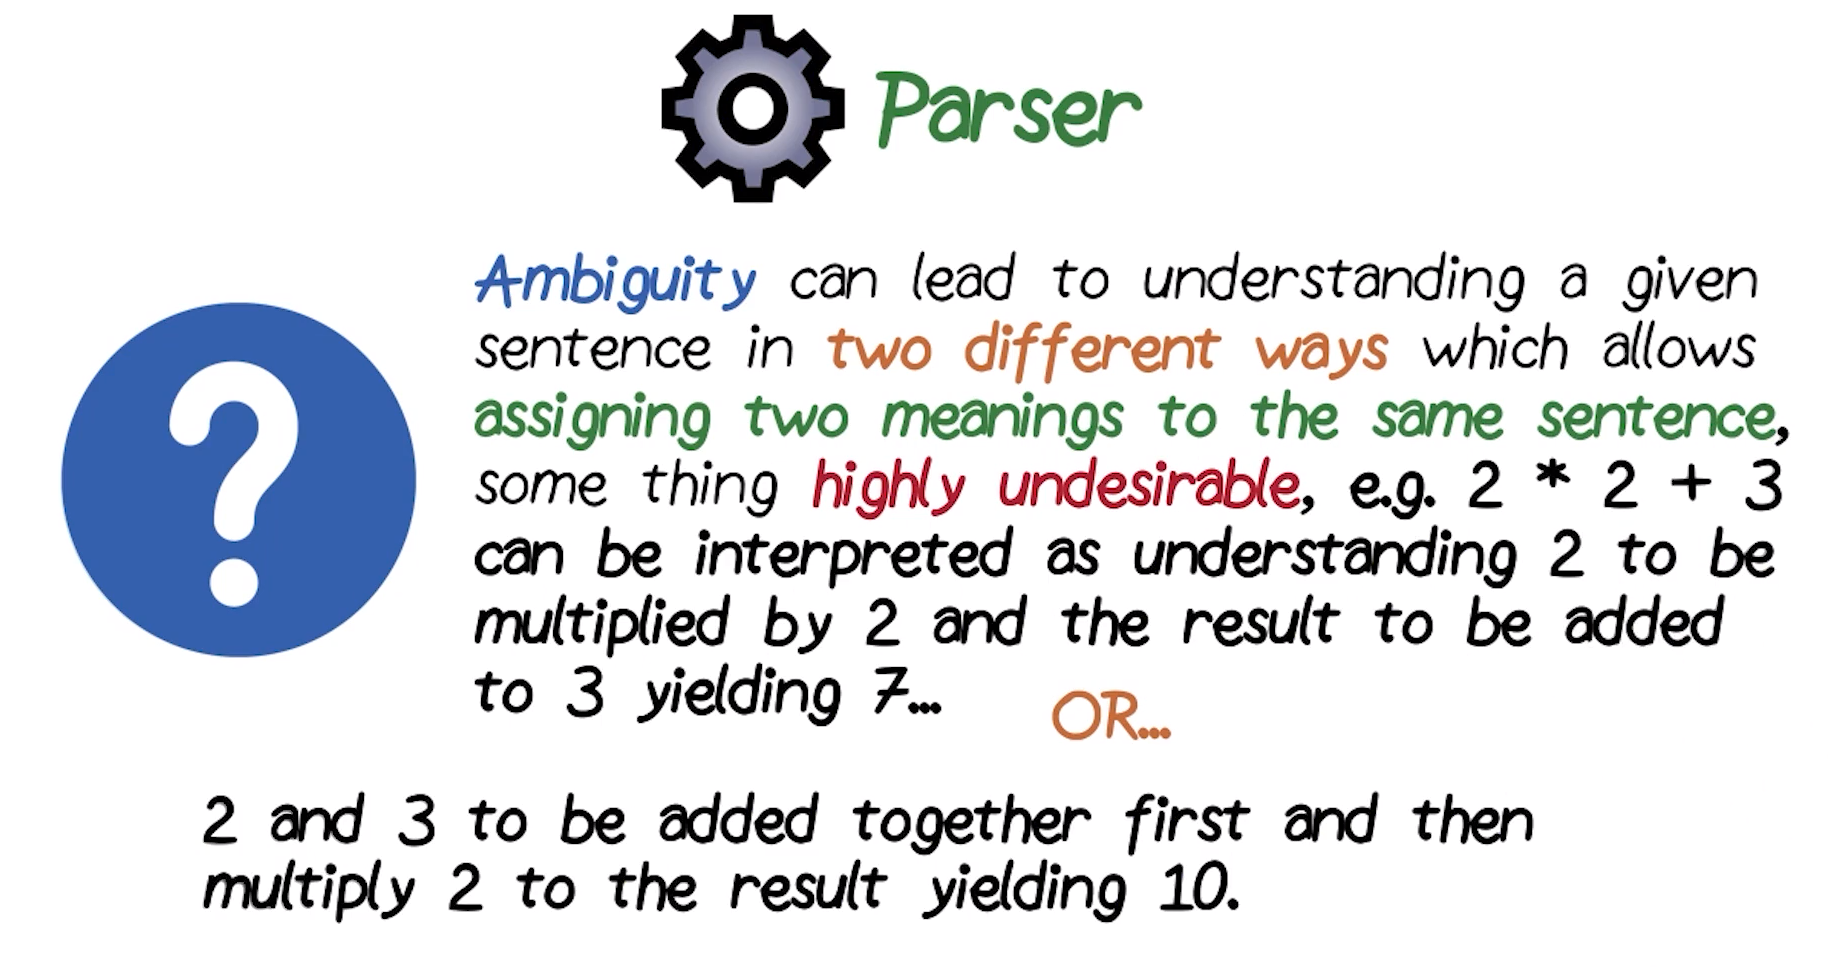 Parser
Ambiguity can lead to understanding a given
sentence in two different ways which allows
assigning two meanings to the same sentence,
some thing highly undesirable, e.g. 2 * 2 + 3
can be interpreted as understanding 2 to be
multiplied by 2 and the result to be added
to 3 yielding 7...
OR...
2 and 3 to be added together first and then
multiply 2 to the result yielding 10.